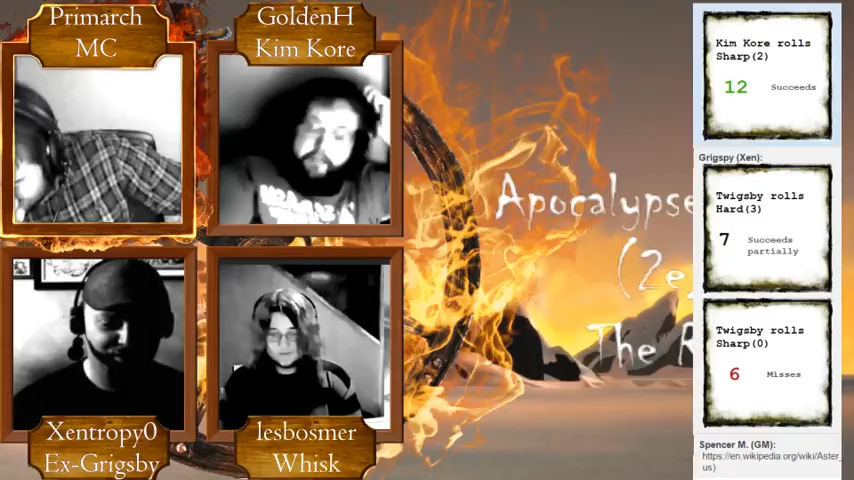 Primarch
MC
GoldenH
Kim Kore
Xentropy0
Ex-Grigsby
lesbosmer
Whisk
Apocalypse
(2e
The R
Kim Kore rolls
Sharp(2)
12 Succeeds
Grigspy (Xen):
Twigsby rolls
Hard(3)
7 Succeeds
partially
Twigsby rolls
Sharp(0)
6 Misses
Spencer M. (GM):
https://en.wikipedia.org/wiki/Aster_
us)